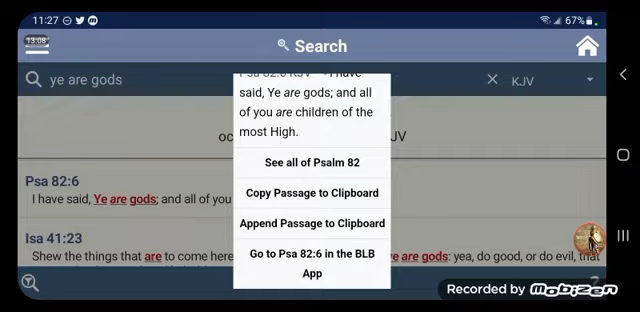 11:27
67%
13:08
Search
ye are gods
KJV
Psa 82:6 KJV - I have
said, Ye are gods; and all
of you are children of the
most High.
See all of Psalm 82
Copy Passage to Clipboard
Append Passage to Clipboard
Go to Psa 82:6 in the BLB
App
oc
JV
Psa 82:6
I have said, Ye are gods; and all of you
Isa 41:23
Shew the things that are to come here
e are gods: yea, do good, or do evil, that
?
Recorded by Mobizen